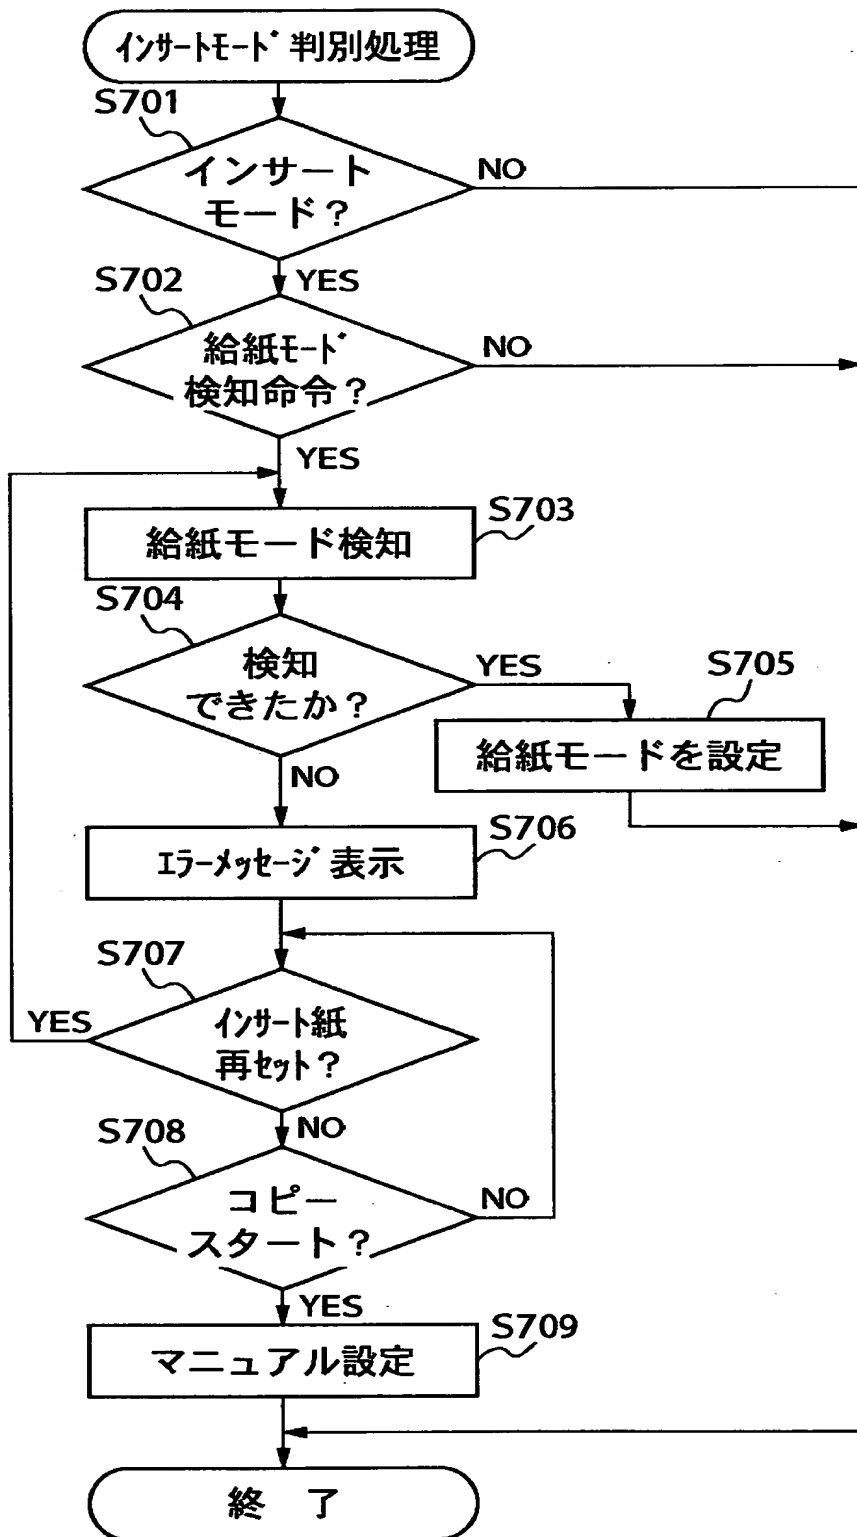 インサートモード判別処理
S701
インサート
モード？
NO
YES
S702
給紙モード
検知命令？
NO
YES
給紙モード検知
S703
S704
検知
できたか？
YES
S705
給紙モードを設定
NO
エラーメッセージ表示
S706
S707
YES
インサート紙
再セット？
NO
S708
コピー
スタート？
NO
YES
マニュアル設定
S709
終了